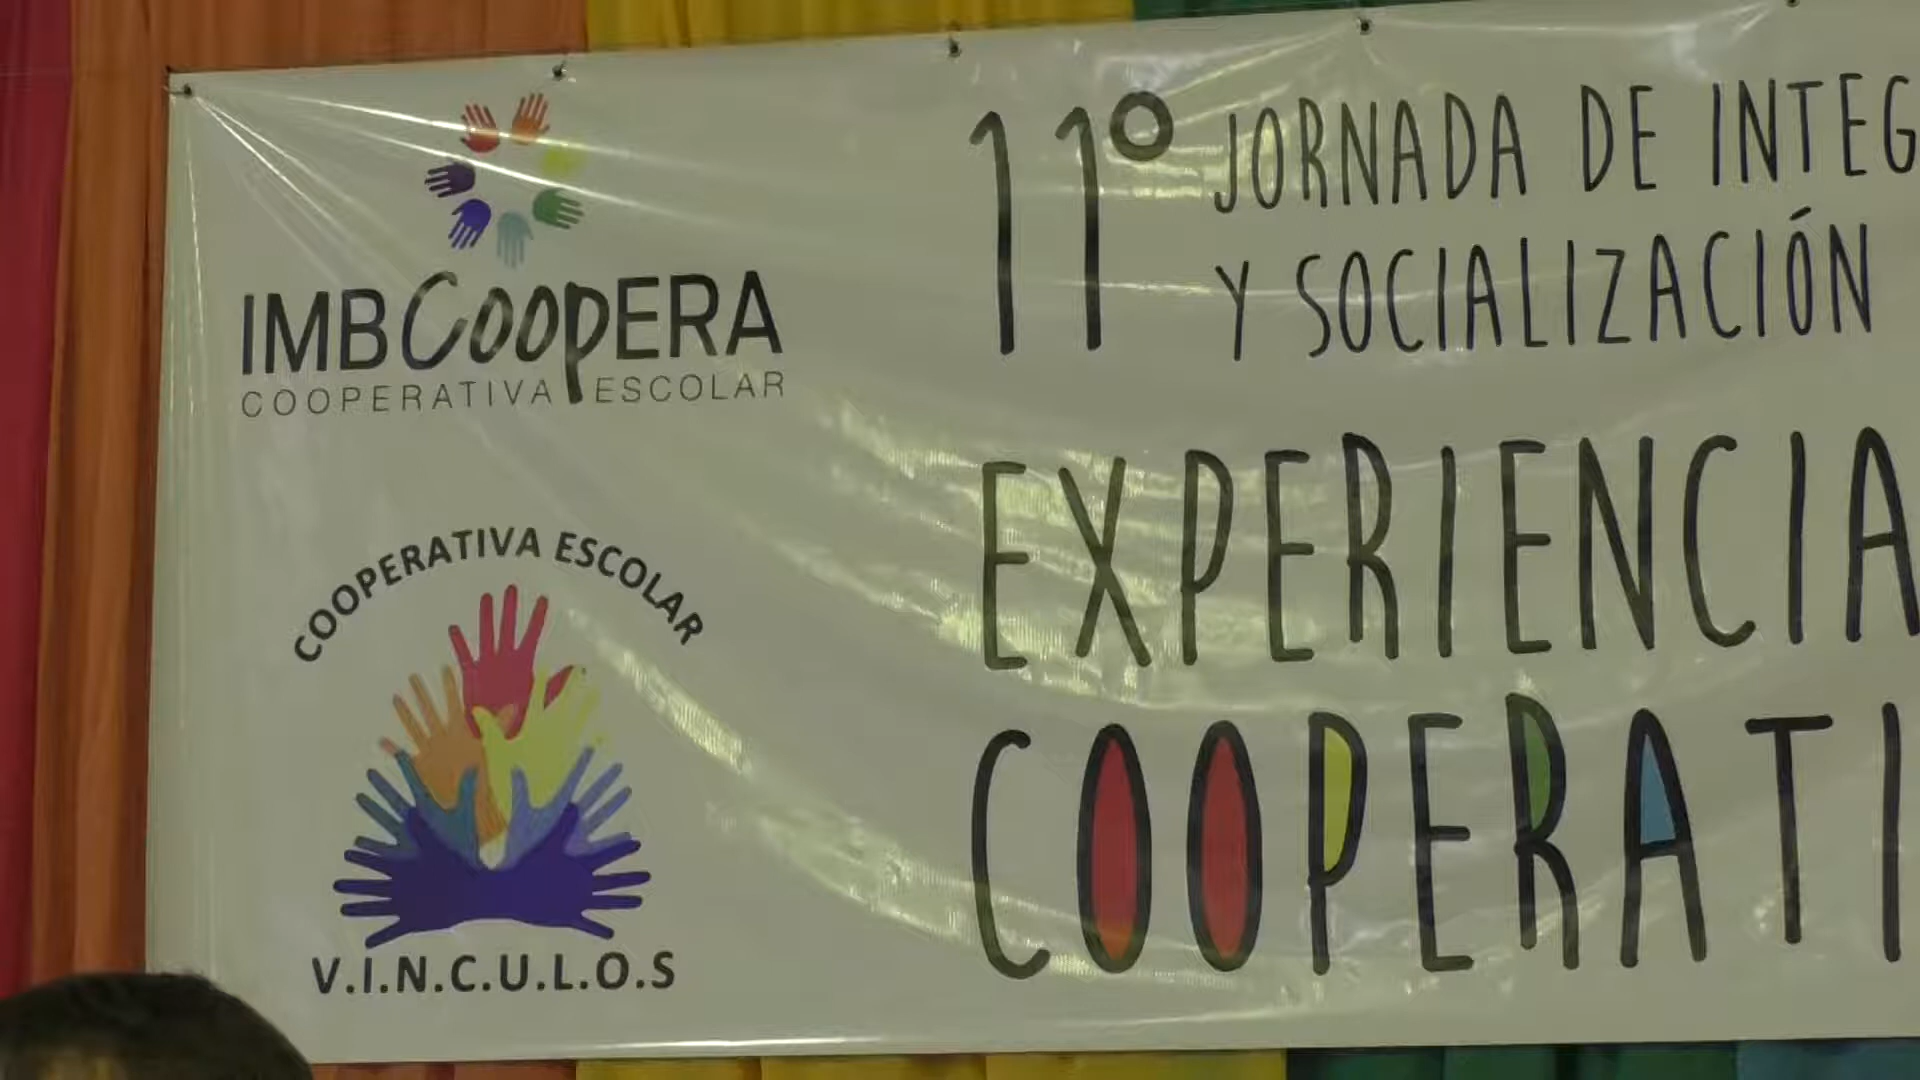 IMBCoopERA
COOPERATIVA ESCOLAR
COOPERATIVA ESCOLAR
V.I.N.C.U.L.O.S
11° JORNADA DE INTEG
Y SOCIALIZACIÓN
EXPERIENCIA
COOPERATI